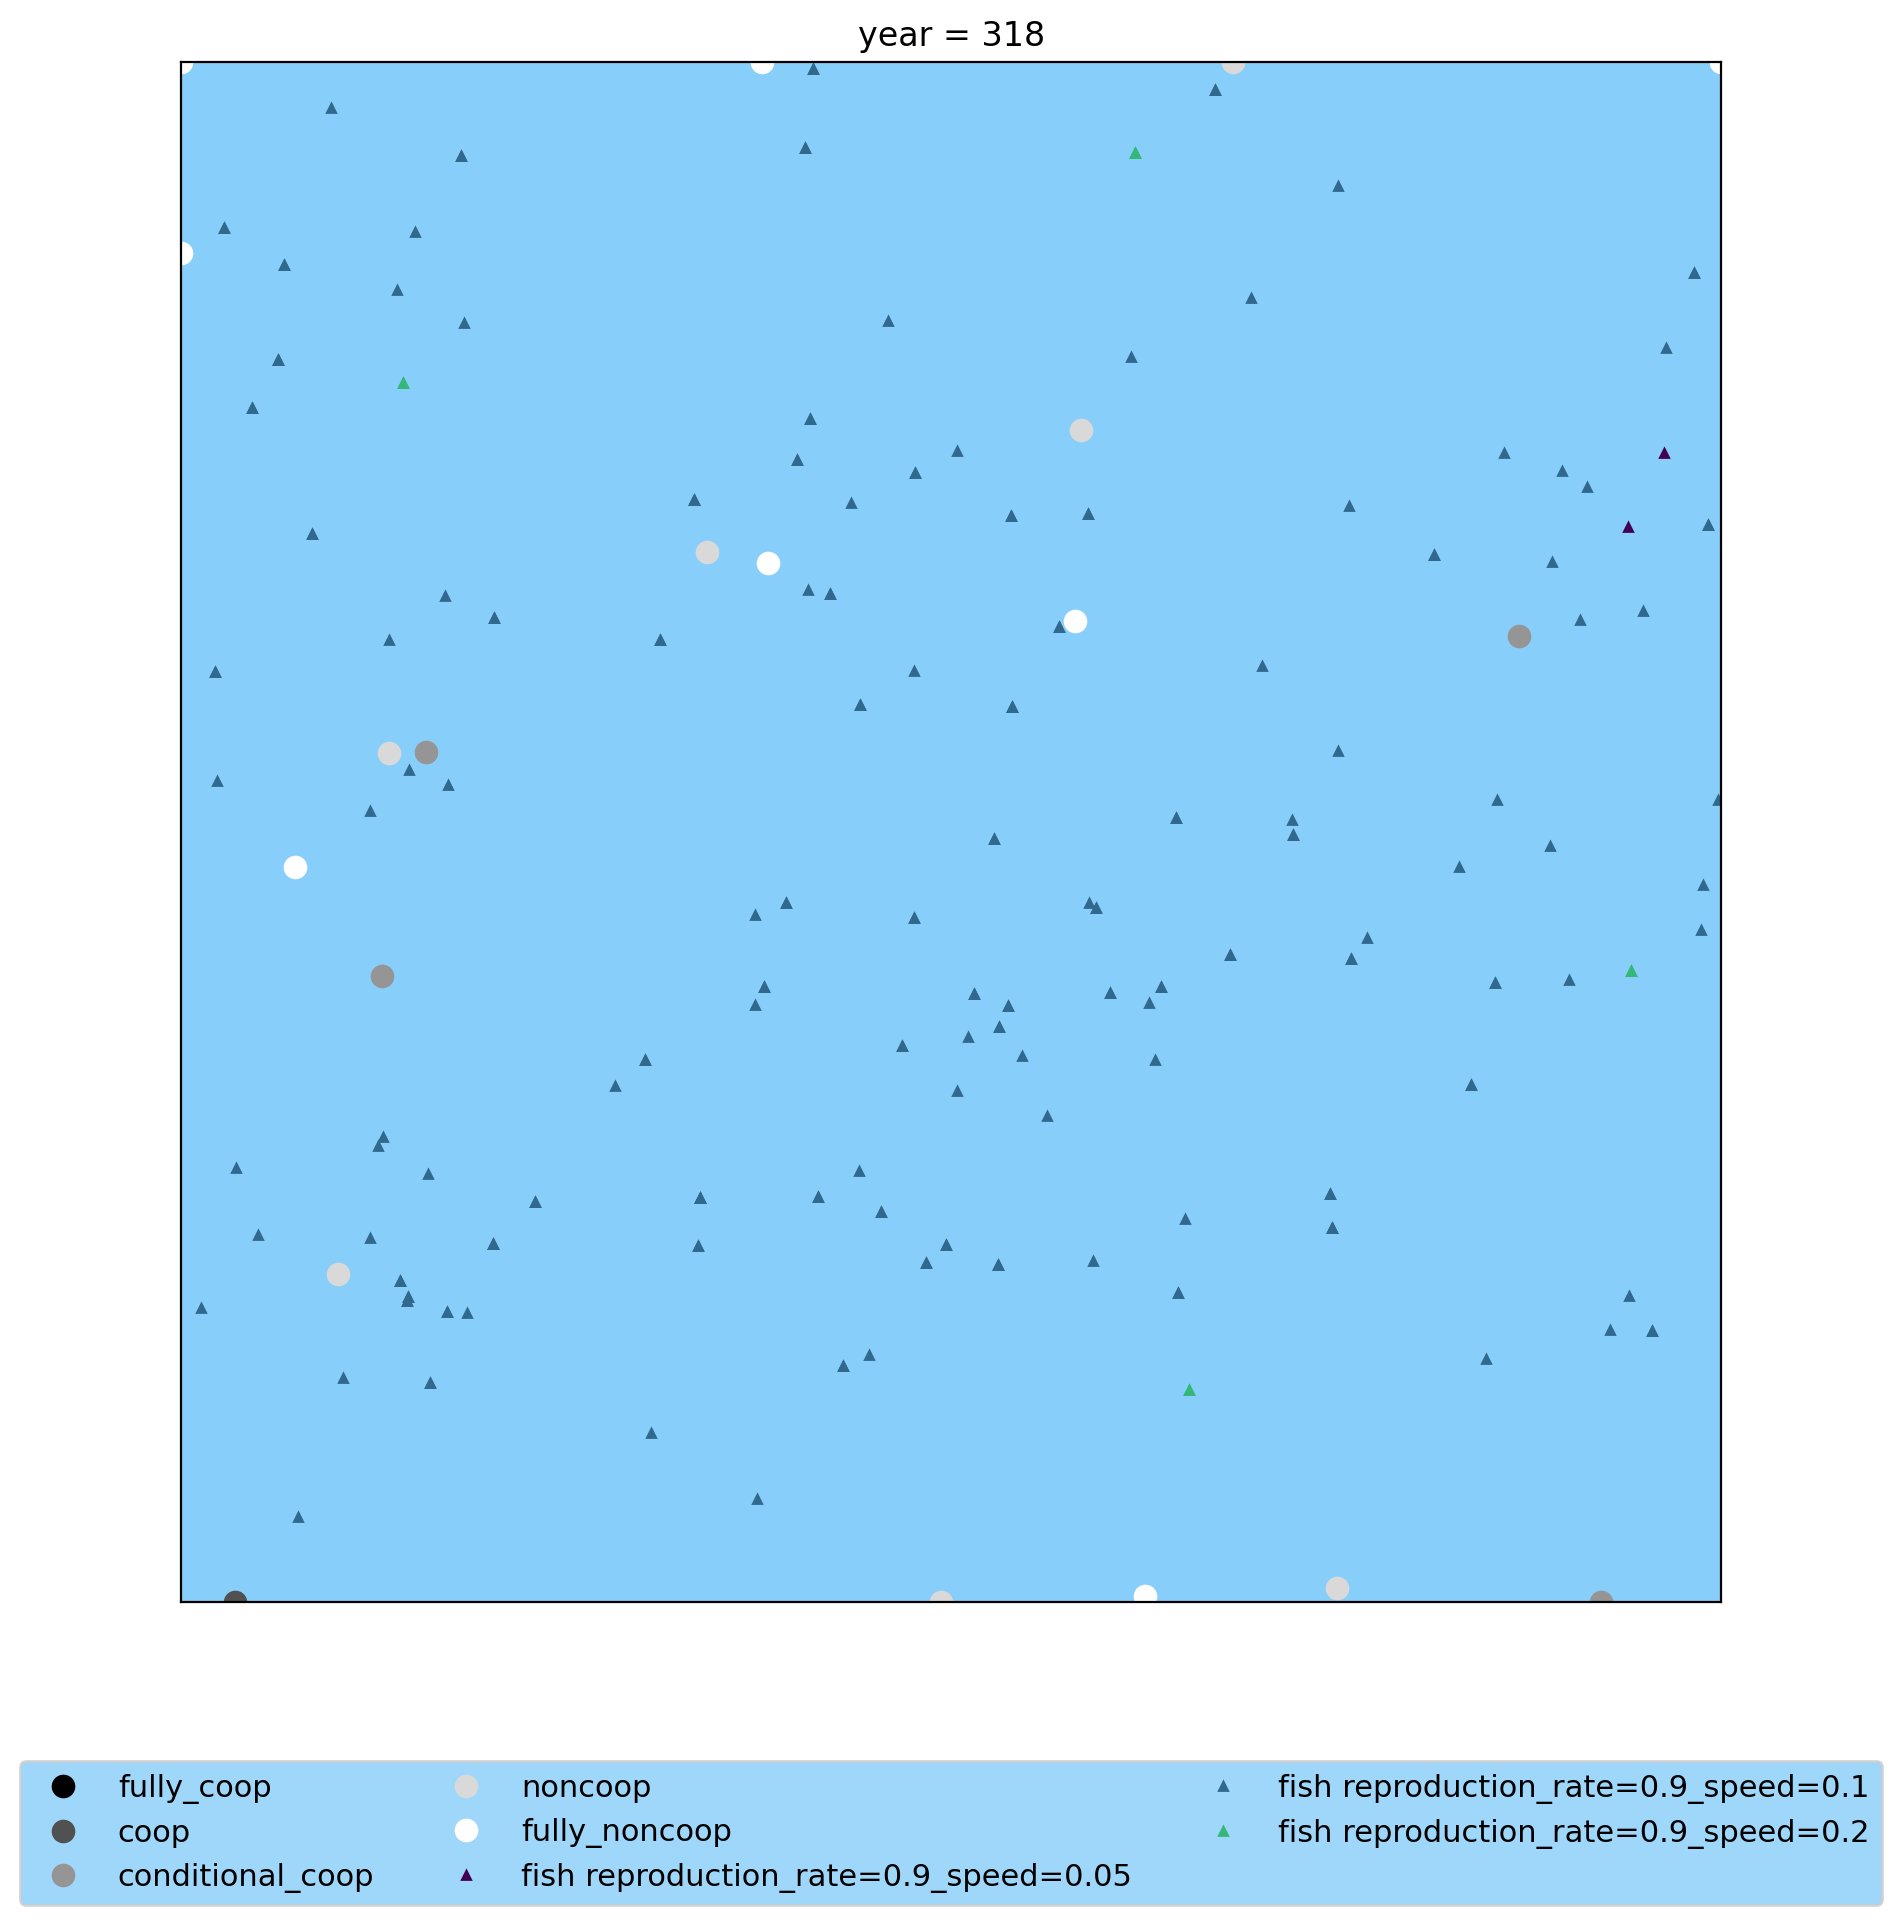 year = 318
fully_coop
coop
conditional_coop
noncoop
fully_noncoop
fish reproduction_rate=0.9_speed=0.05
fish reproduction_rate=0.9_speed=0.1
fish reproduction_rate=0.9_speed=0.2